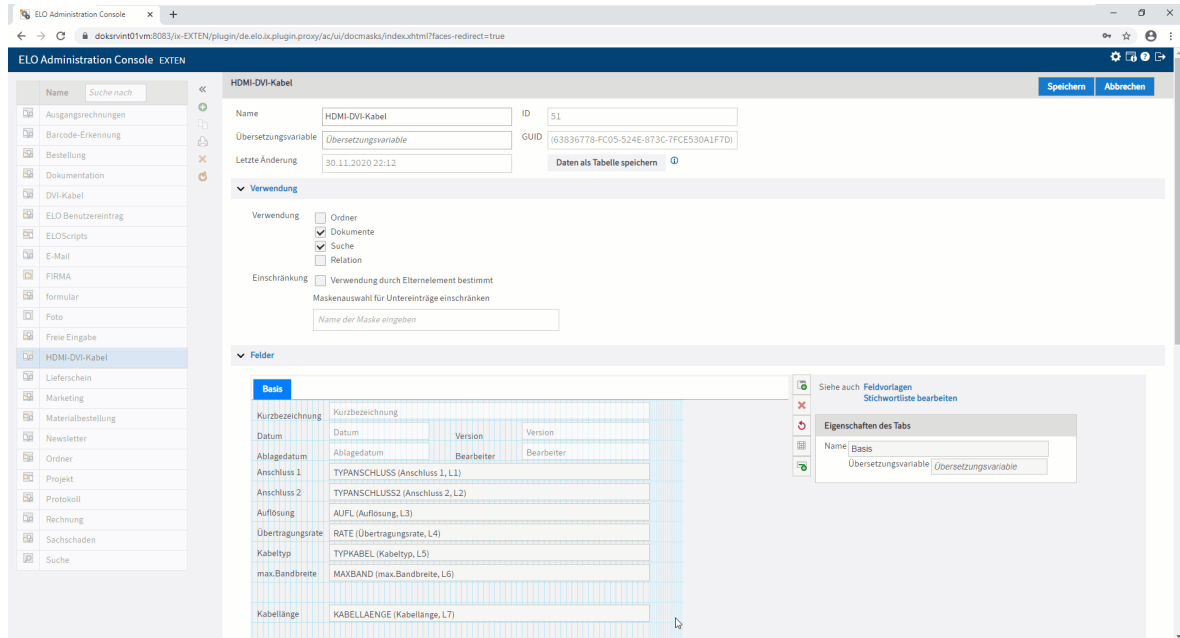 ELO Administration Console
doksrvint01vm:8083/ix-EXTEN/plugin/de.elo.ix.plugin.proxy/ac/ui/docmasks/index.xhtml?faces-redirect=true
ELO Administration Console EXTEN
Name Suche nach
Ausgangsrechnungen
Barcode-Erkennung
Bestellung
Dokumentation
DVI-Kabel
ELO Benutzereintrag
ELOScripts
E-Mail
FIRMA
formular
Foto
Freie Eingabe
HDMI-DVI-Kabel
Lieferschein
Marketing
Materialbestellung
Newsletter
Ordner
Projekt
Protokoll
Rechnung
Sachschaden
Suche
HDMI-DVI-Kabel
Speichern Abbrechen
Name HDMI-DVI-Kabel ID 51
Übersetzungsvariable Übersetzungsvariable GUID (63836778-FC05-524E-873C-7FCE530A1F7D)
Letzte Änderung 30.11.2020 22:12 Daten als Tabelle speichern
Verwendung
Verwendung Ordner
Dokumente
Suche
Relation
Einschränkung Verwendung durch Elternelement bestimmt
Maskenauswahl für Untereinträge einschränken
Name der Maske eingeben
Felder
Basis
Kurzbezeichnung Kurzbezeichnung
Datum Datum Version Version
Ablagedatum Ablagedatum Bearbeiter Bearbeiter
Anschluss 1 TYPANSCHLUSS (Anschluss 1, L1)
Anschluss 2 TYPANSCHLUSS2 (Anschluss 2, L2)
Auflösung AUFL (Auflösung, L3)
Übertragungsrate RATE (Übertragungsrate, L4)
Kabeltyp TYPKABEL (Kabeltyp, L5)
max.Bandbreite MAXBAND (max.Bandbreite, L6)
Kabellänge KABELLAENGE (Kabellänge, L7)
Siehe auch Feldvorlagen
Stichwortliste bearbeiten
Eigenschaften des Tabs
Name Basis
Übersetzungsvariable Übersetzungsvariable